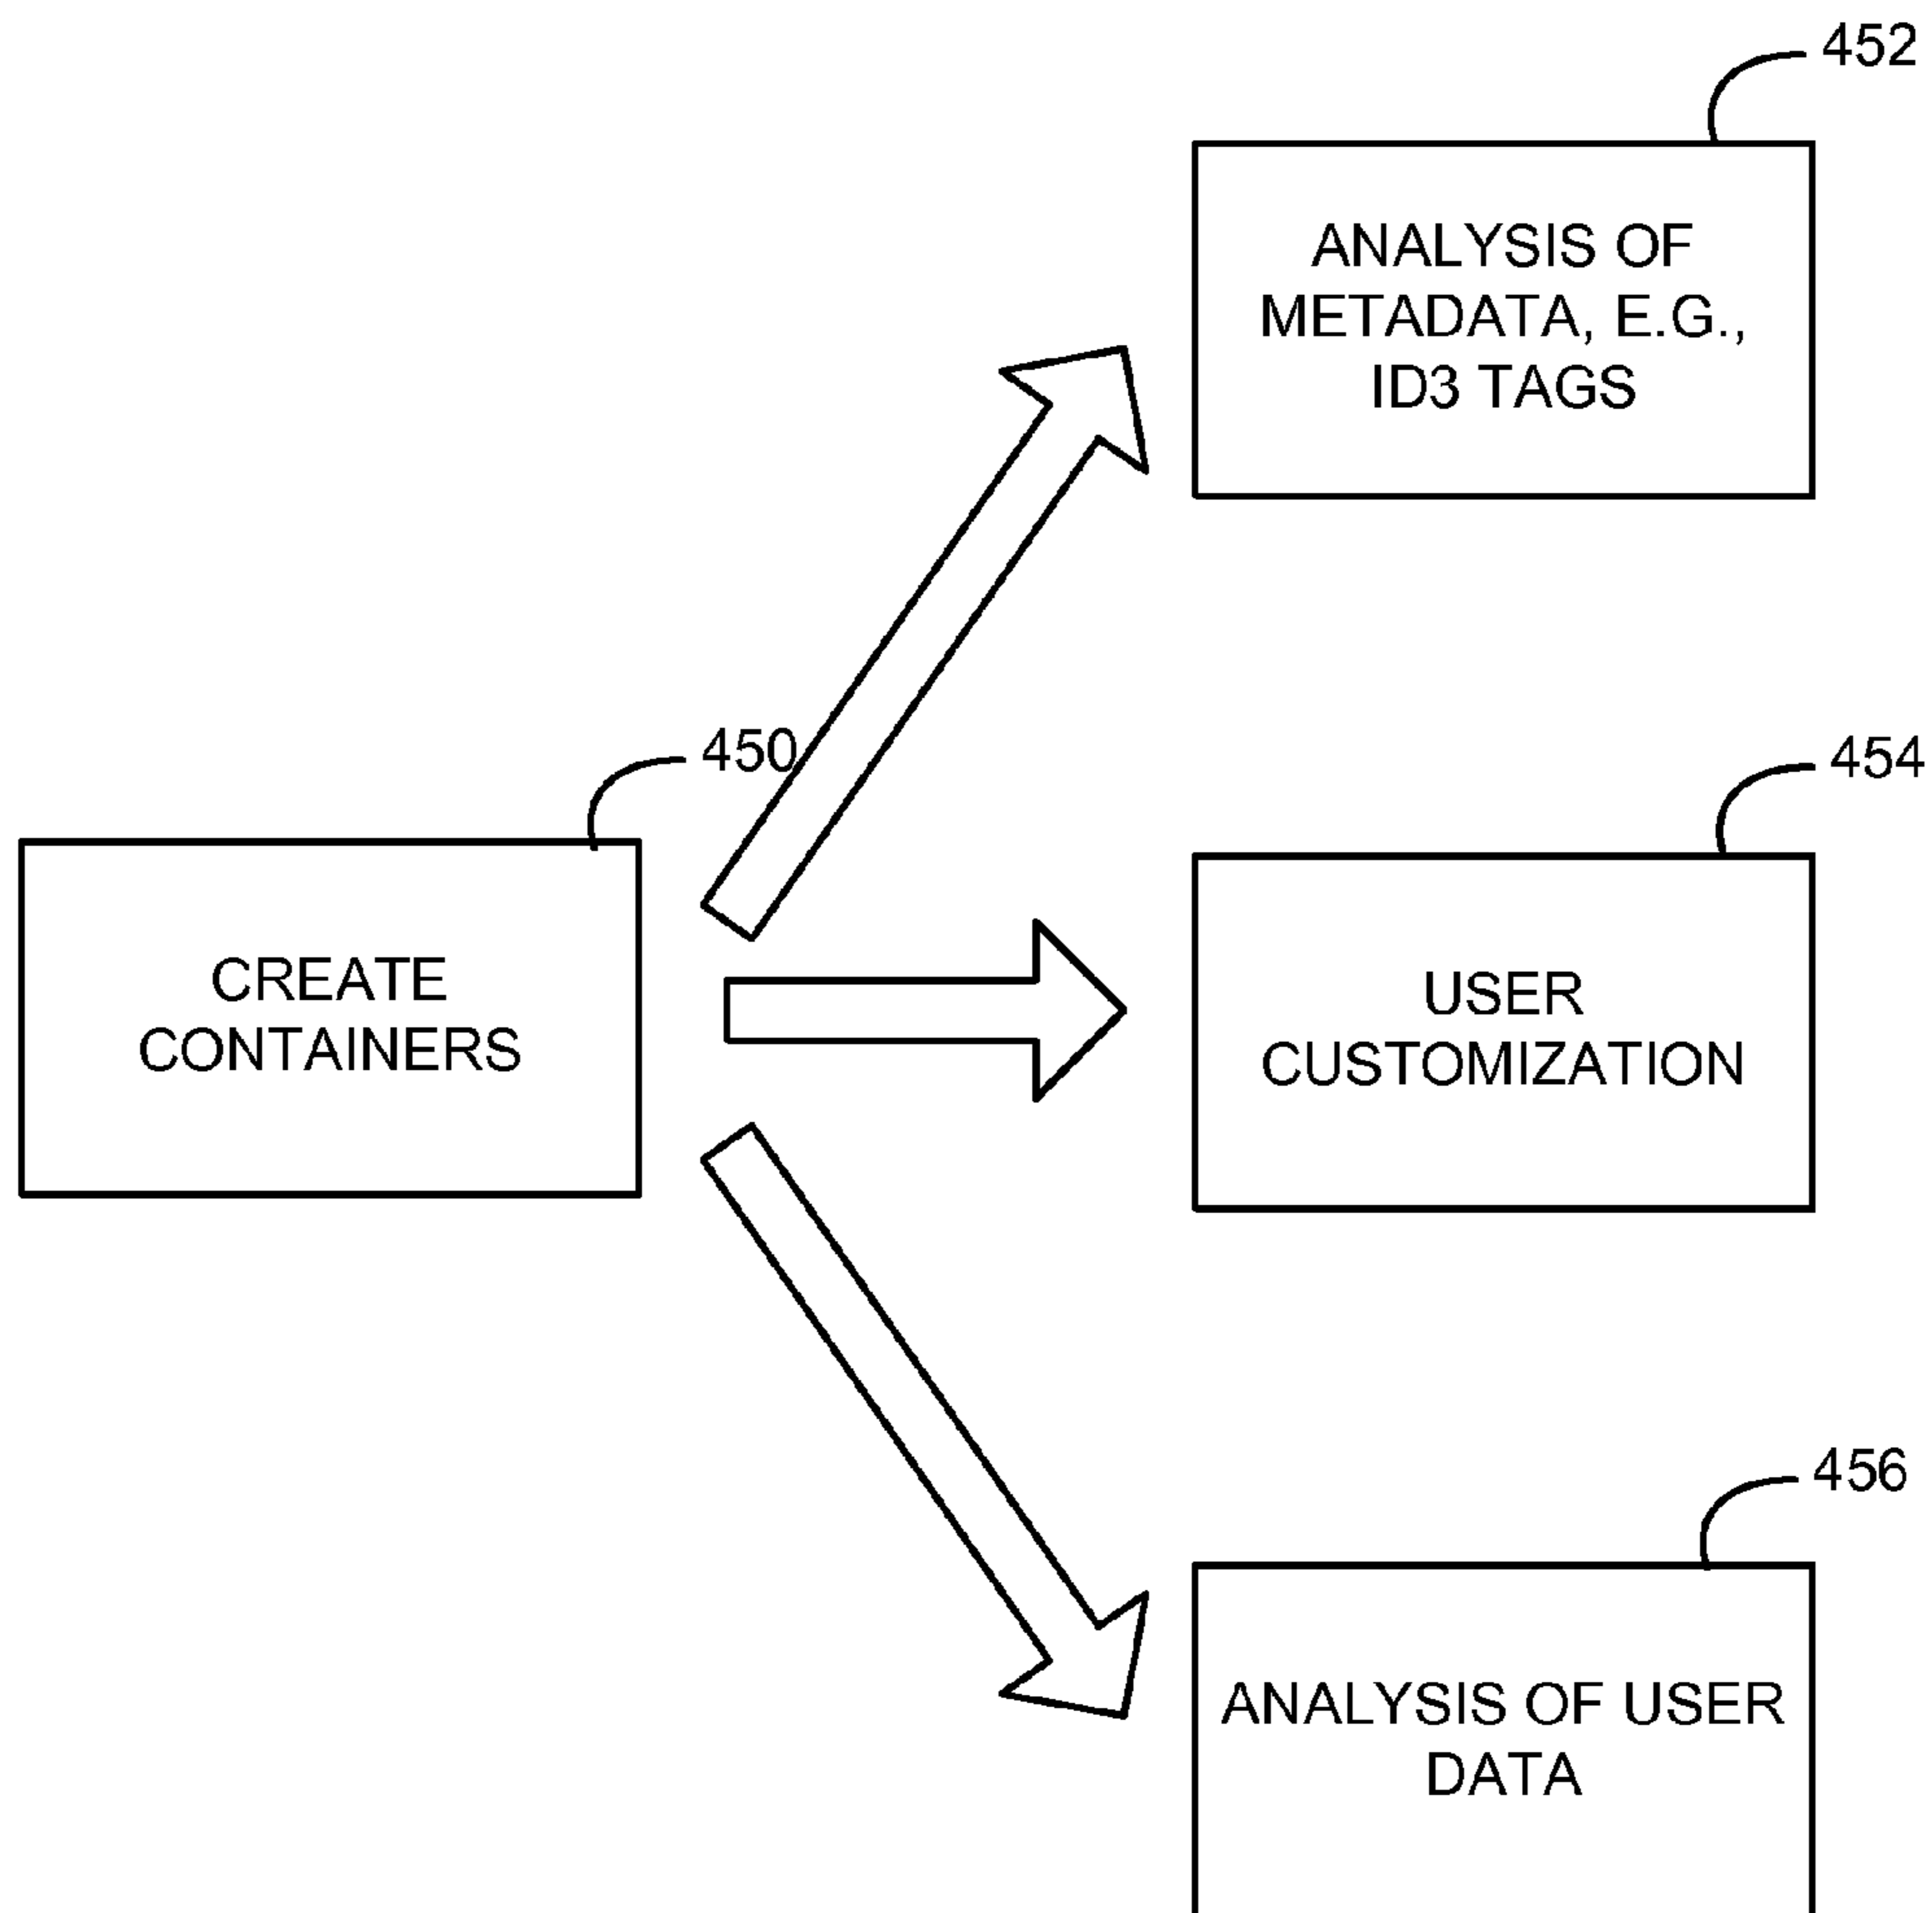 452
ANALYSIS OF
METADATA, E.G.,
ID3 TAGS
450
CREATE
CONTAINERS
454
USER
CUSTOMIZATION
456
ANALYSIS OF USER
DATA